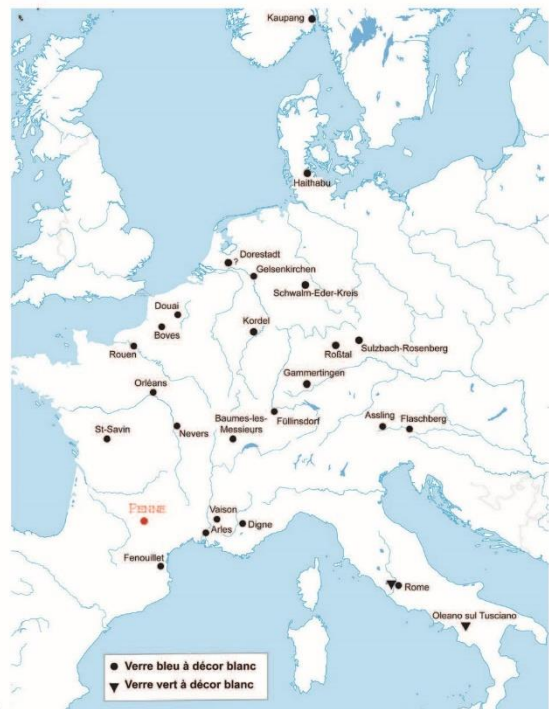 Kaupang
Haithabu
Dorestadt
?
Gelsenkirchen
Schwalm-Eder-Kreis
Douai
Boves
Kordel
Rouen
Roßtal
Sulzbach-Rosenberg
Gammertingen
Orléans
Assling
Flaschberg
Baumes-les-
Messieurs
Füllinsdorf
St-Savin
Nevers
Vaison
Digne
Arles
Fenouillet
Rome
Oleano sul Tusciano
Verre bleu à décor blanc
Verre vert à décor blanc